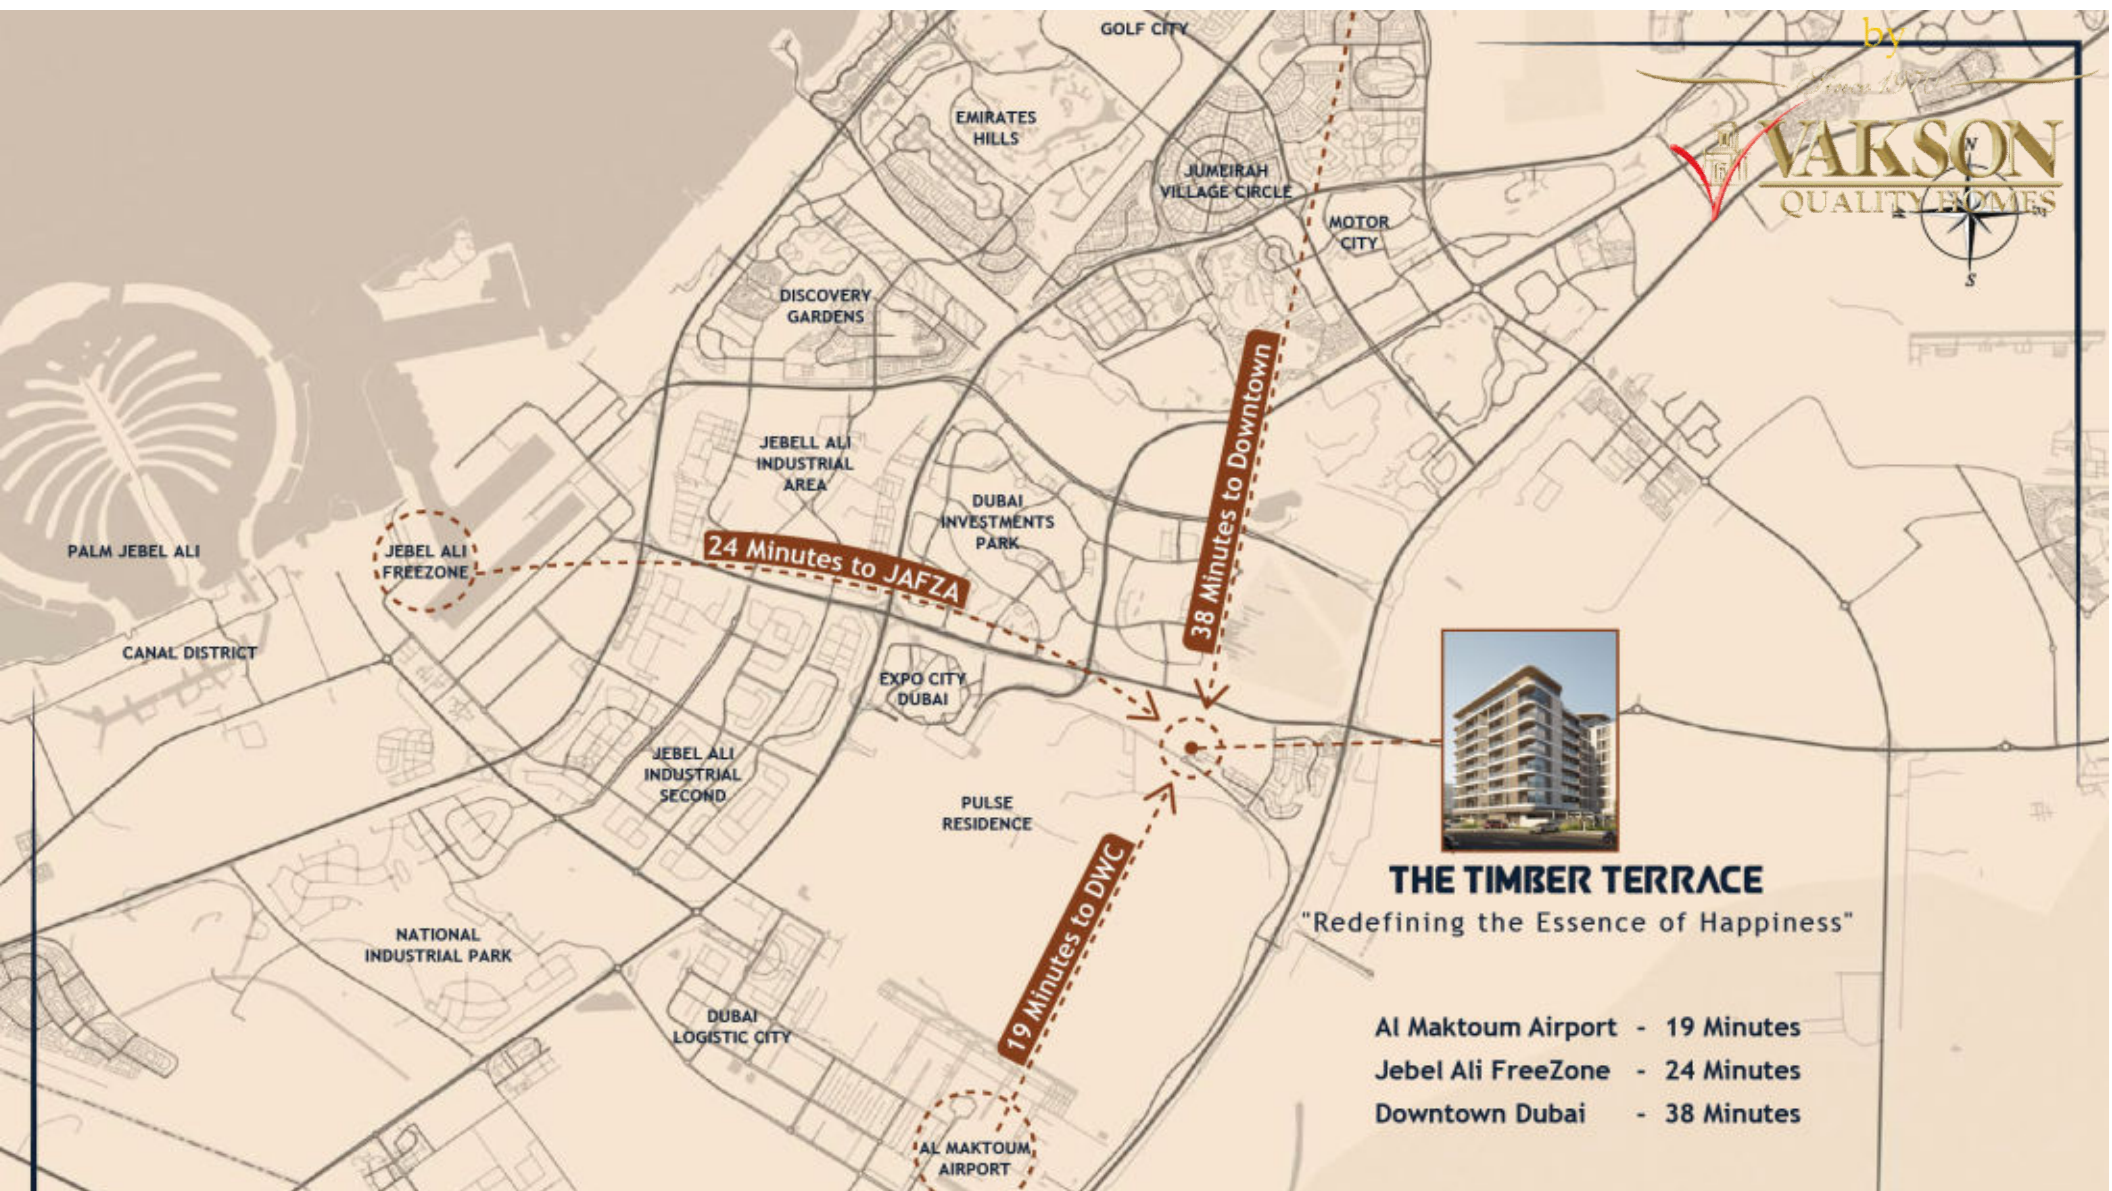 GOLF CITY
by
Since
VAKSON
QUALITY HOMES
N
S
EMIRATES
HILLS
JUMEIRAH
VILLAGE CIRCLE
MOTOR
CITY
DISCOVERY
GARDENS
38 Minutes to Downtown
JEBELL ALI
INDUSTRIAL
AREA
DUBAI
INVESTMENTS
PARK
24 Minutes to JAFZA
PALM JEBEL ALI
JEBEL ALI
FREEZONE
CANAL DISTRICT
EXPO CITY
DUBAI
JEBEL ALI
INDUSTRIAL
SECOND
PULSE
RESIDENCE
19 Minutes to DWC
NATIONAL
INDUSTRIAL PARK
DUBAI
LOGISTIC CITY
AL MAKTOUM
AIRPORT
THE TIMBER TERRACE
"Redefining the Essence of Happiness"
Al Maktoum Airport - 19 Minutes
Jebel Ali FreeZone - 24 Minutes
Downtown Dubai - 38 Minutes